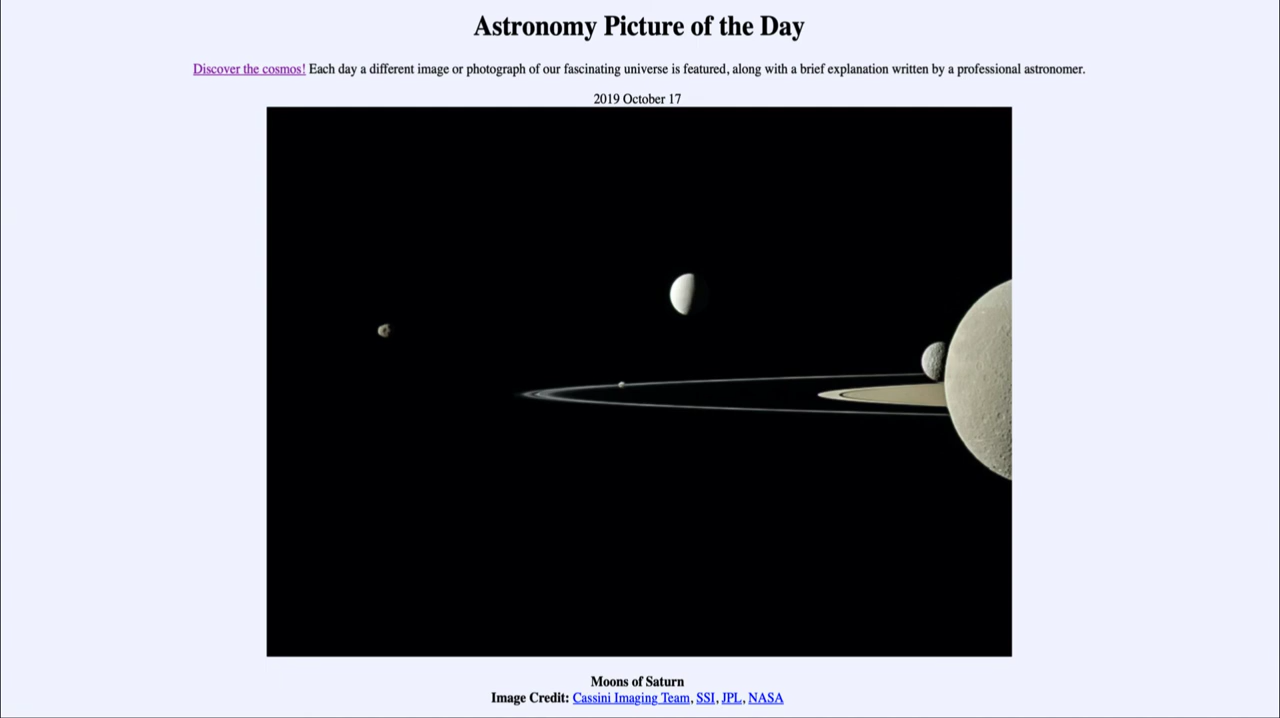 Astronomy Picture of the Day
Discover the cosmos! Each day a different image or photograph of our fascinating universe is featured, along with a brief explanation written by a professional astronomer.
2019 October 17
Moons of Saturn
Image Credit: Cassini Imaging Team, SSI, JPL, NASA